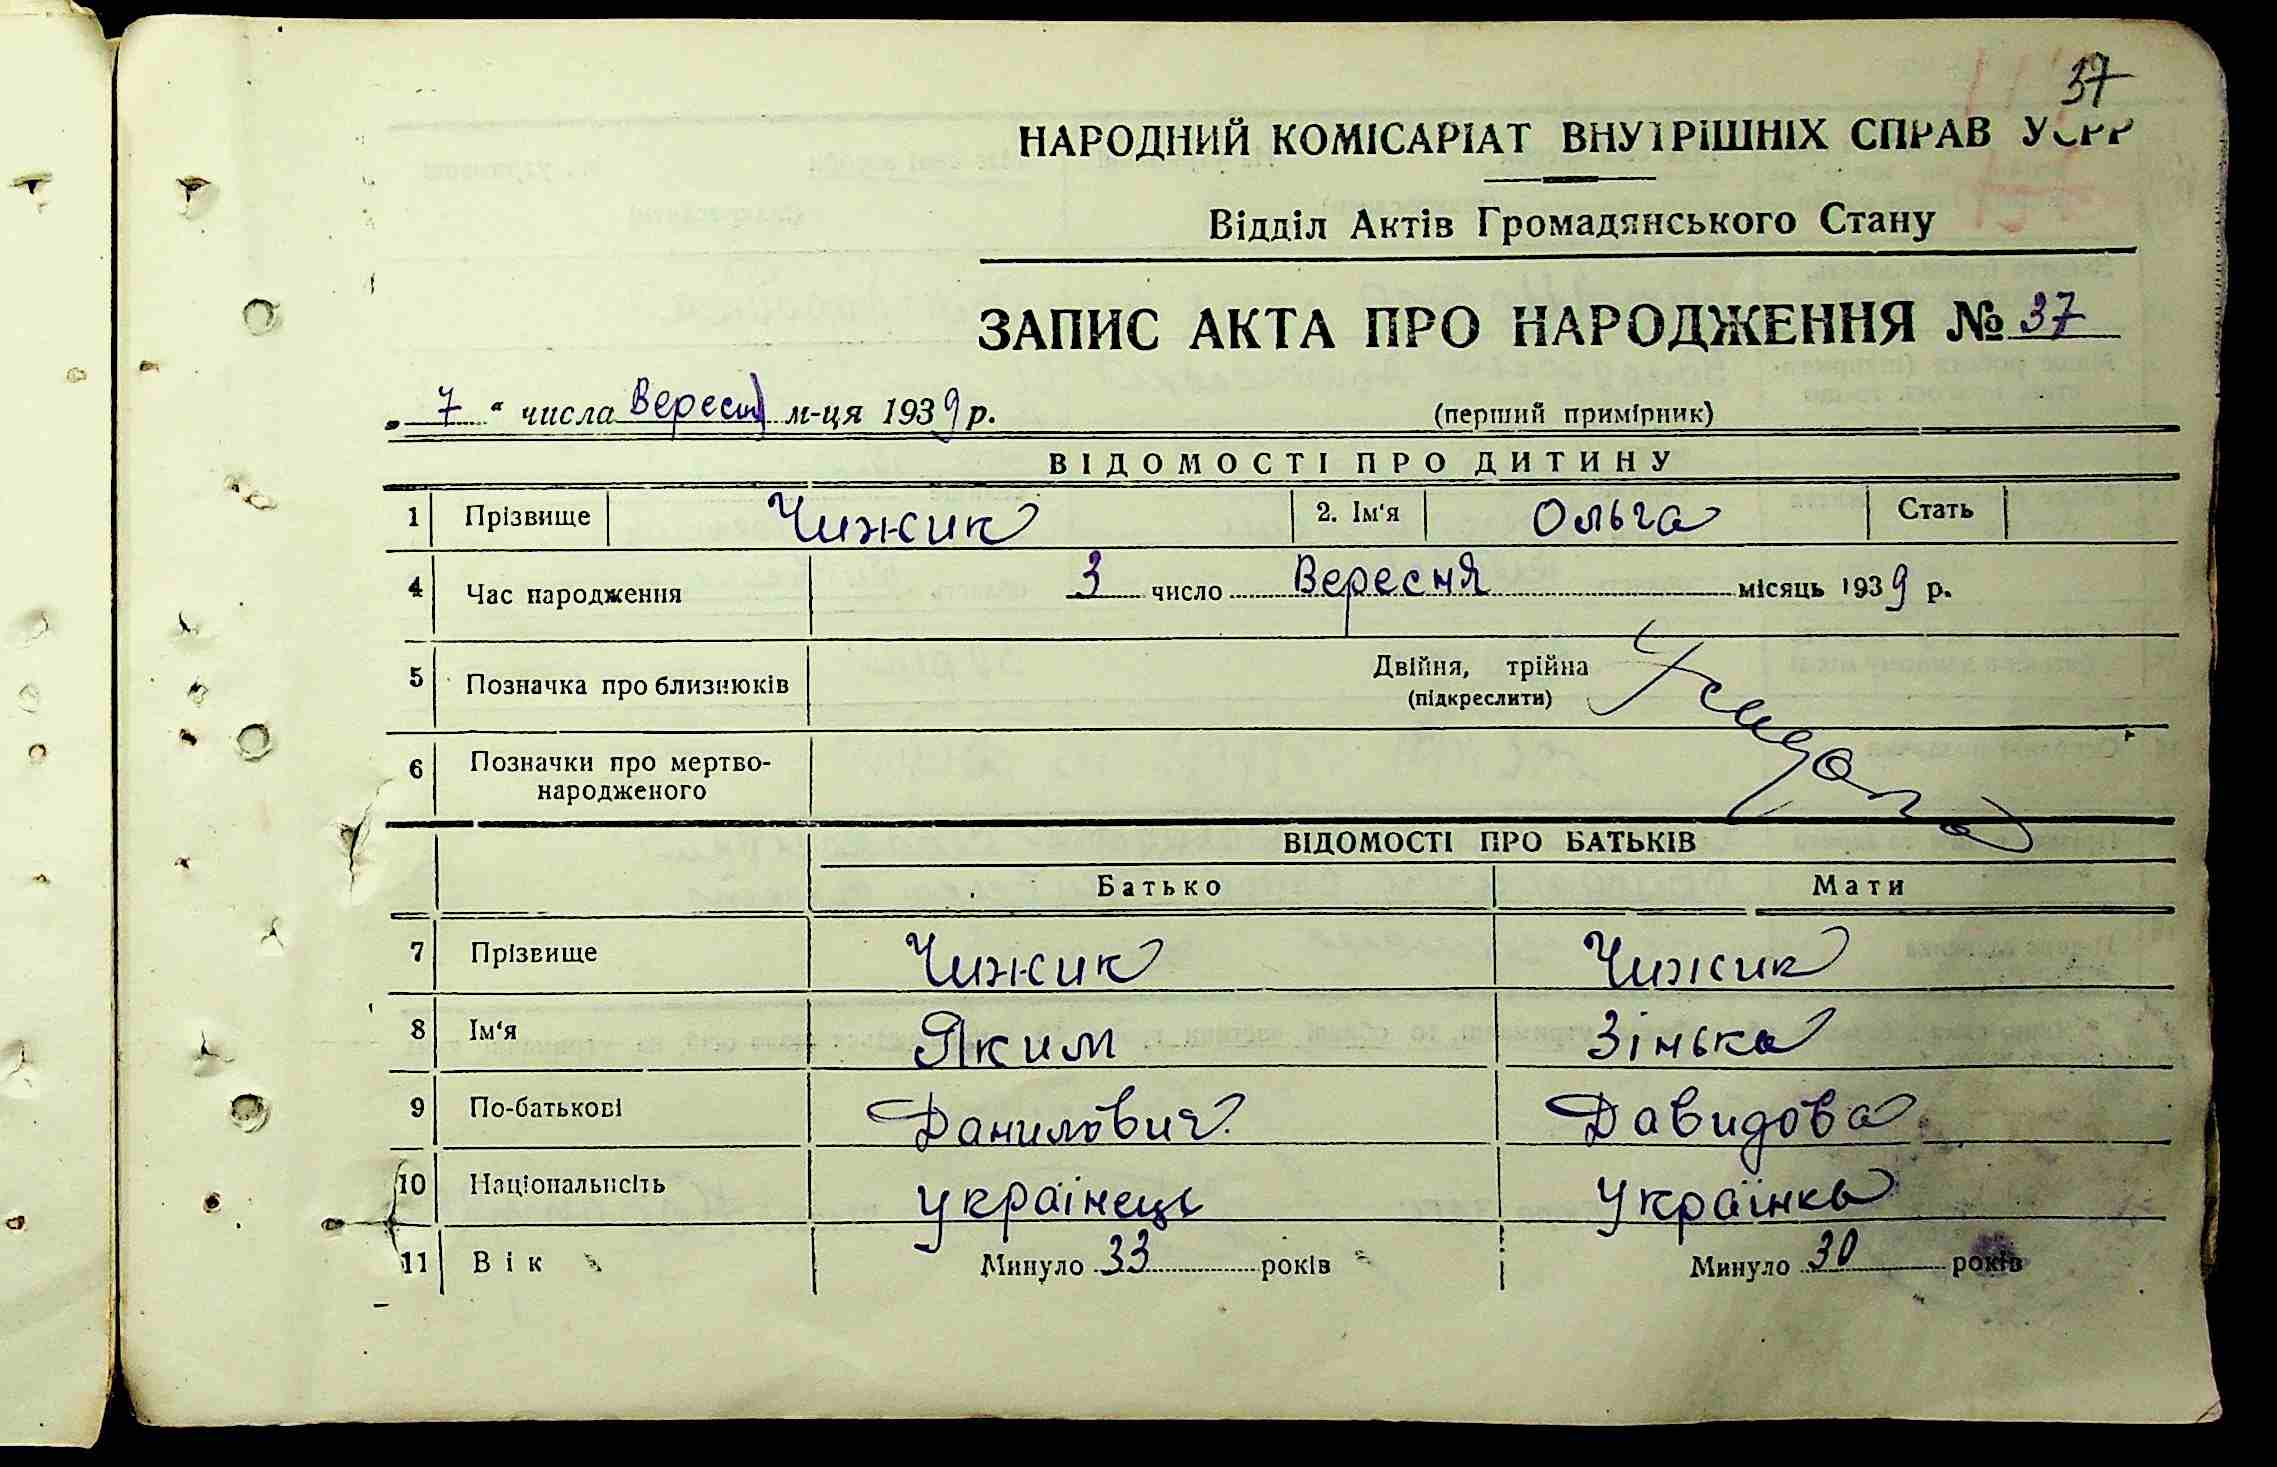 37
НАРОДНИЙ КОМІСАРІАТ ВНУТРІШНІХ СПРАВ УСРР
Відділ Актів Громадянського Стану
ЗАПИС АКТА ПРО НАРОДЖЕННЯ № 37
„ 7 “ числа Вересня м-ця 1939 р. (перший примірник)
ВІДОМОСТІ ПРО ДИТИНУ
1 Прізвище Чижик 2. Ім'я Ольга Стать
4 Час народження 3 число Вересня місяць 1939 р.
5 Позначка про близнюків Двійня, трійна
(підкреслити)
6 Позначки про мертво-
народженого
ВІДОМОСТІ ПРО БАТЬКІВ
Батько Мати
7 Прізвище Чижик Чижик
8 Ім'я Яким Зінька
9 По-батькові Данилович Давидова
10 Національність українець Українка
11 Вік Минуло 33 років Минуло 30 років